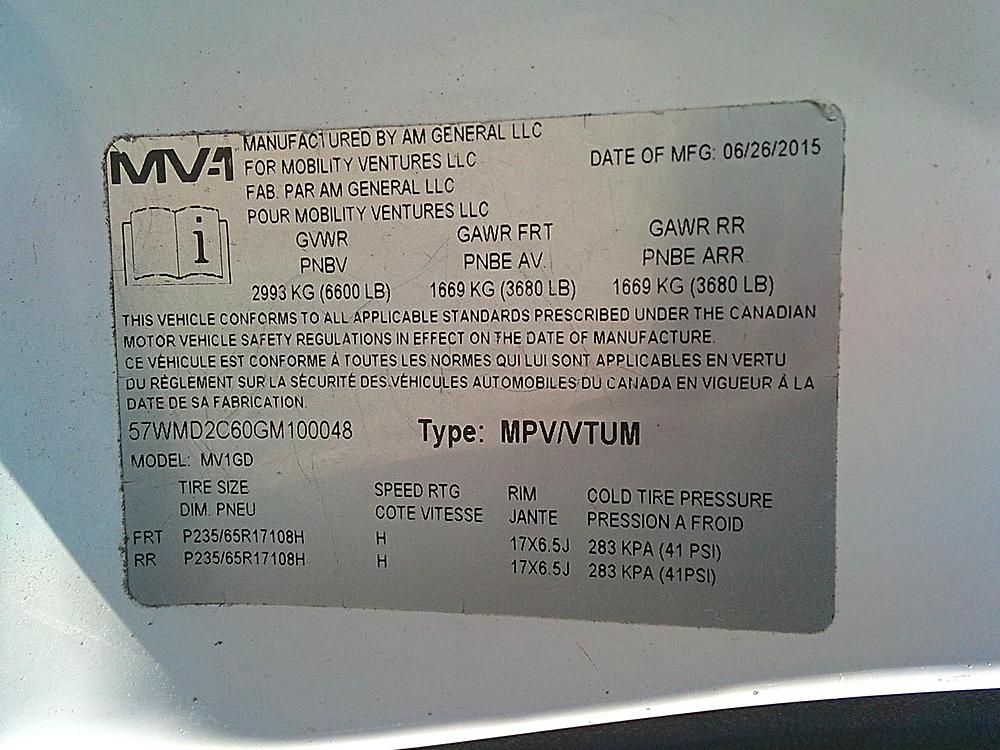 MV-1
MANUFACTURED BY AM GENERAL LLC
FOR MOBILITY VENTURES LLC
FAB. PAR AM GENERAL LLC
POUR MOBILITY VENTURES LLC
DATE OF MFG: 06/26/2015
i
GVWR GAWR FRT GAWR RR
PNBV PNBE AV. PNBE ARR
2993 KG (6600 LB) 1669 KG (3680 LB) 1669 KG (3680 LB)
THIS VEHICLE CONFORMS TO ALL APPLICABLE STANDARDS PRESCRIBED UNDER THE CANADIAN
MOTOR VEHICLE SAFETY REGULATIONS IN EFFECT ON THE DATE OF MANUFACTURE.
CE VÉHICULE EST CONFORME À TOUTES LES NORMES QUI LUI SONT APPLICABLES EN VERTU
DU RÈGLEMENT SUR LA SÉCURITÉ DES VÉHICULES AUTOMOBILES DU CANADA EN VIGUEUR À LA
DATE DE SA FABRICATION.
57WMD2C60GM100048 Type: MPV/VTUM
MODEL: MV1GD
TIRE SIZE SPEED RTG RIM COLD TIRE PRESSURE
DIM. PNEU COTE VITESSE JANTE PRESSION A FROID
FRT P235/65R17108H H 17X6.5J 283 KPA (41 PSI)
RR P235/65R17108H H 17X6.5J 283 KPA (41PSI)